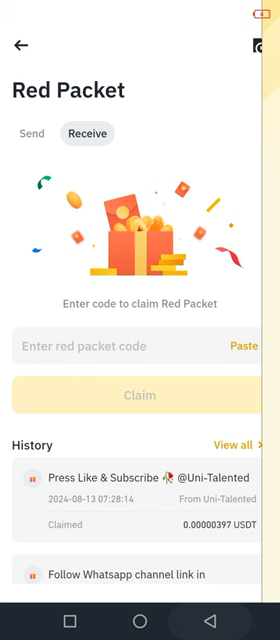 4
Red Packet
Send
Receive
Enter code to claim Red Packet
Enter red packet code
Paste
Claim
History
View all
Press Like & Subscribe 🥀 @Uni-Talented
2024-08-13 07:28:14
From Uni-Talented
Claimed
0.00000397 USDT
Follow Whatsapp channel link in